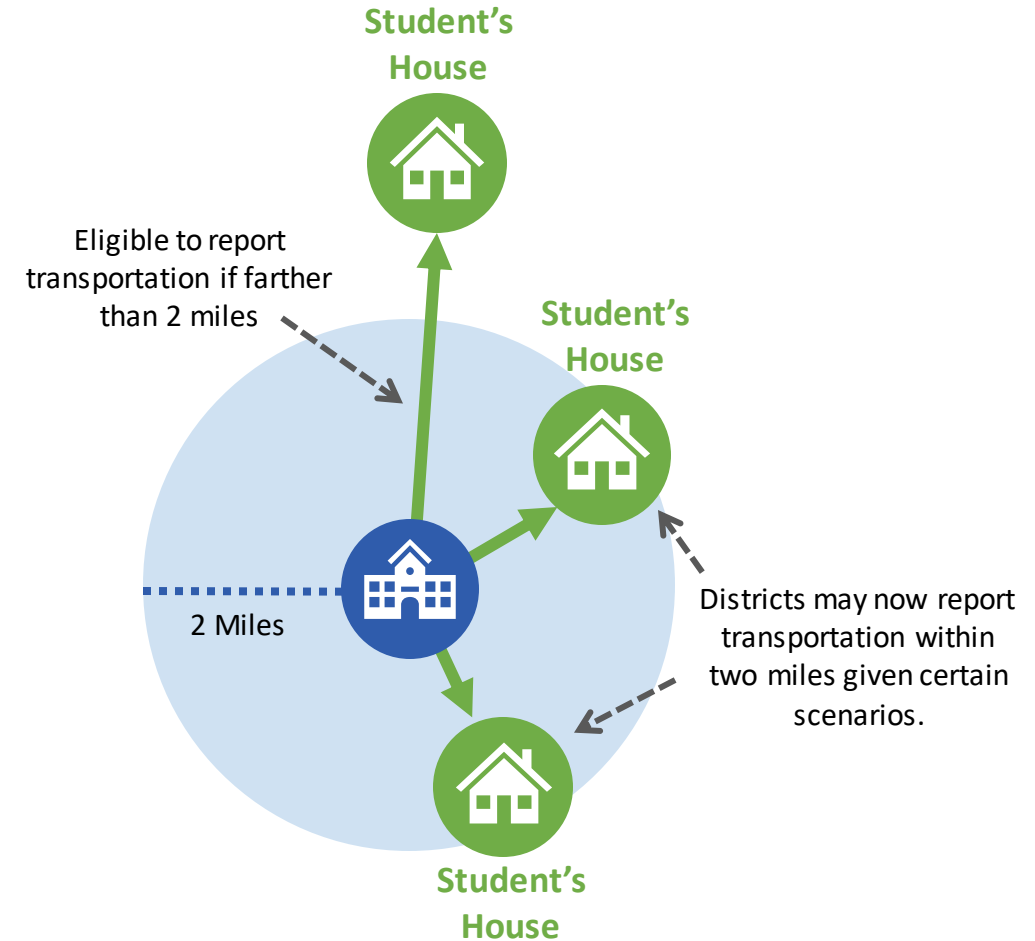 Student's
House
Eligible to report
transportation if farther
than 2 miles
Student's
House
2 Miles
Districts may now report
transportation within
two miles given certain
scenarios.
Student's
House